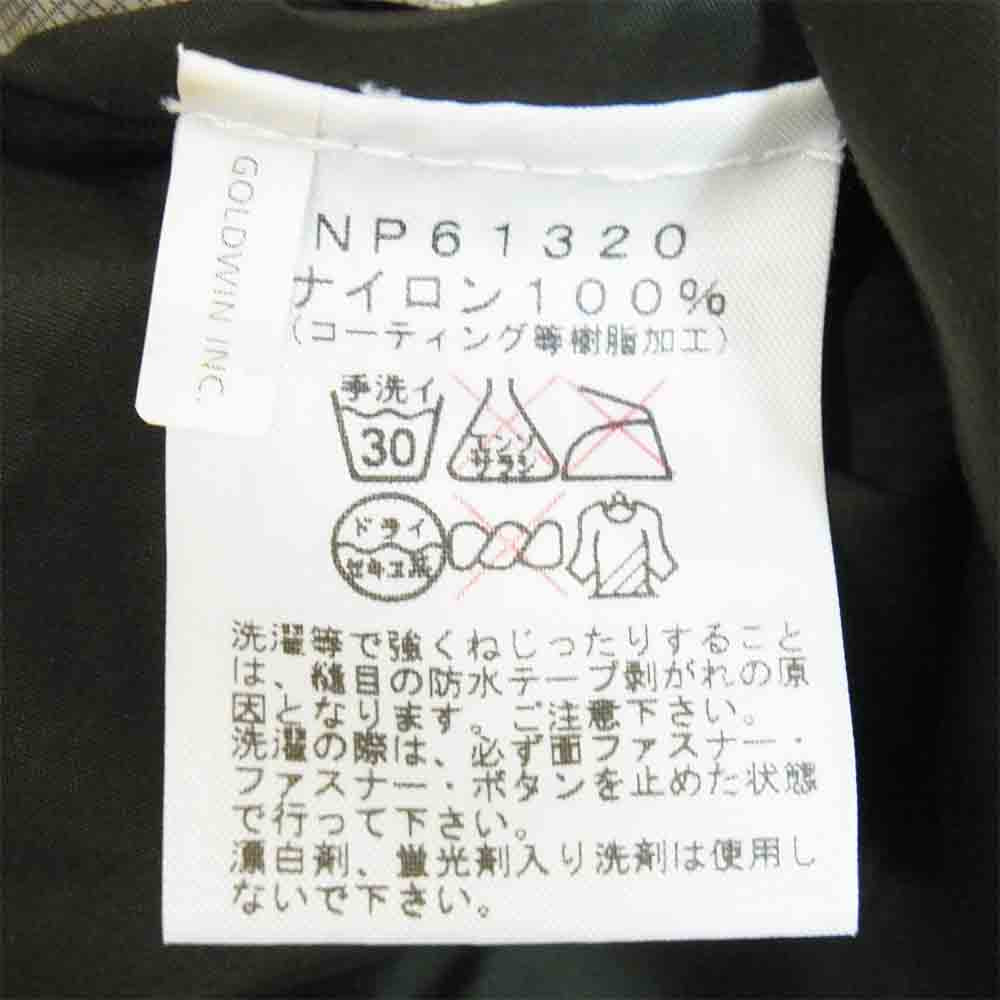 GOLDWIN INC.
NP61320
ナイロン100%
(コーティング等樹脂加工)
手洗イ
30
エンソ
サラシ
ドライ
セキユ系
洗濯等で強くねじったりすること
は、縫目の防水テープ剥がれの原
因となります。ご注意下さい。
洗濯の際は、必ず面ファスナー・
ファスナー・ボタンを止めた状態
で行って下さい。
漂白剤、蛍光剤入り洗剤は使用し
ないで下さい。